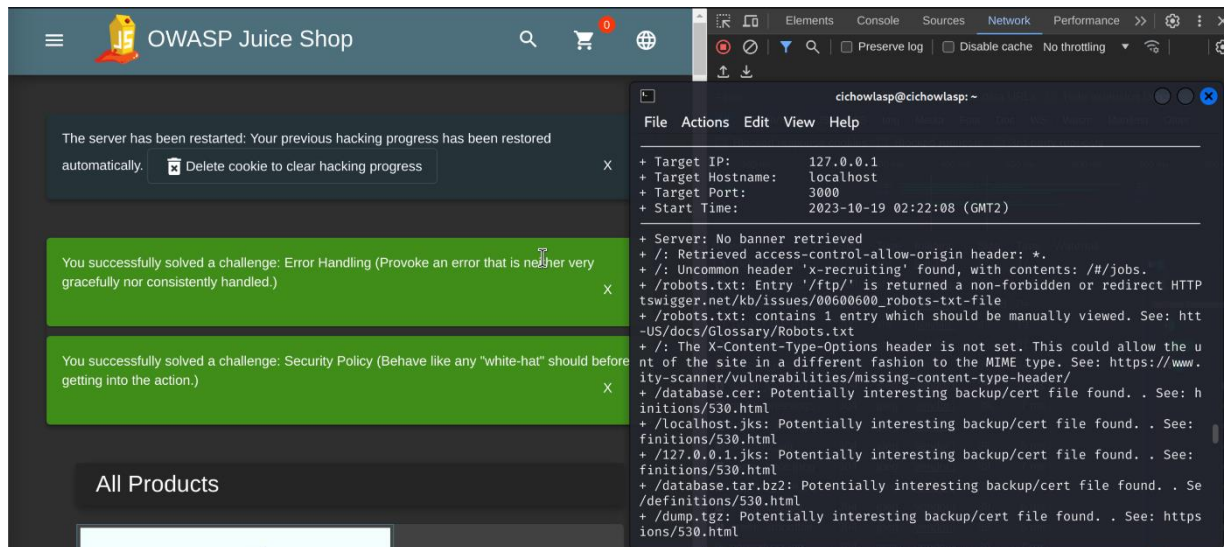 OWASP Juice Shop
0
The server has been restarted: Your previous hacking progress has been restored
automatically. Delete cookie to clear hacking progress X
You successfully solved a challenge: Error Handling (Provoke an error that is neither very
gracefully nor consistently handled.) X
You successfully solved a challenge: Security Policy (Behave like any "white-hat" should before
getting into the action.) X
All Products
Elements Console Sources Network Performance
Preserve log Disable cache No throttling
cichowlasp@cichowlasp: ~
File Actions Edit View Help
+ Target IP: 127.0.0.1
+ Target Hostname: localhost
+ Target Port: 3000
+ Start Time: 2023-10-19 02:22:08 (GMT2)
+ Server: No banner retrieved
+ /: Retrieved access-control-allow-origin header: *.
+ /: Uncommon header 'x-recruiting' found, with contents: /#/jobs.
+ /robots.txt: Entry '/ftp/' is returned a non-forbidden or redirect HTTP
tswigger.net/kb/issues/00600600_robots-txt-file
+ /robots.txt: contains 1 entry which should be manually viewed. See: htt
-US/docs/Glossary/Robots.txt
+ /: The X-Content-Type-Options header is not set. This could allow the u
nt of the site in a different fashion to the MIME type. See: https://www.
ity-scanner/vulnerabilities/missing-content-type-header/
+ /database.cer: Potentially interesting backup/cert file found. . See: h
initions/530.html
+ /localhost.jks: Potentially interesting backup/cert file found. . See:
finitions/530.html
+ /127.0.0.1.jks: Potentially interesting backup/cert file found. . See:
finitions/530.html
+ /database.tar.bz2: Potentially interesting backup/cert file found. . Se
/definitions/530.html
+ /dump.tgz: Potentially interesting backup/cert file found. . See: https
ions/530.html